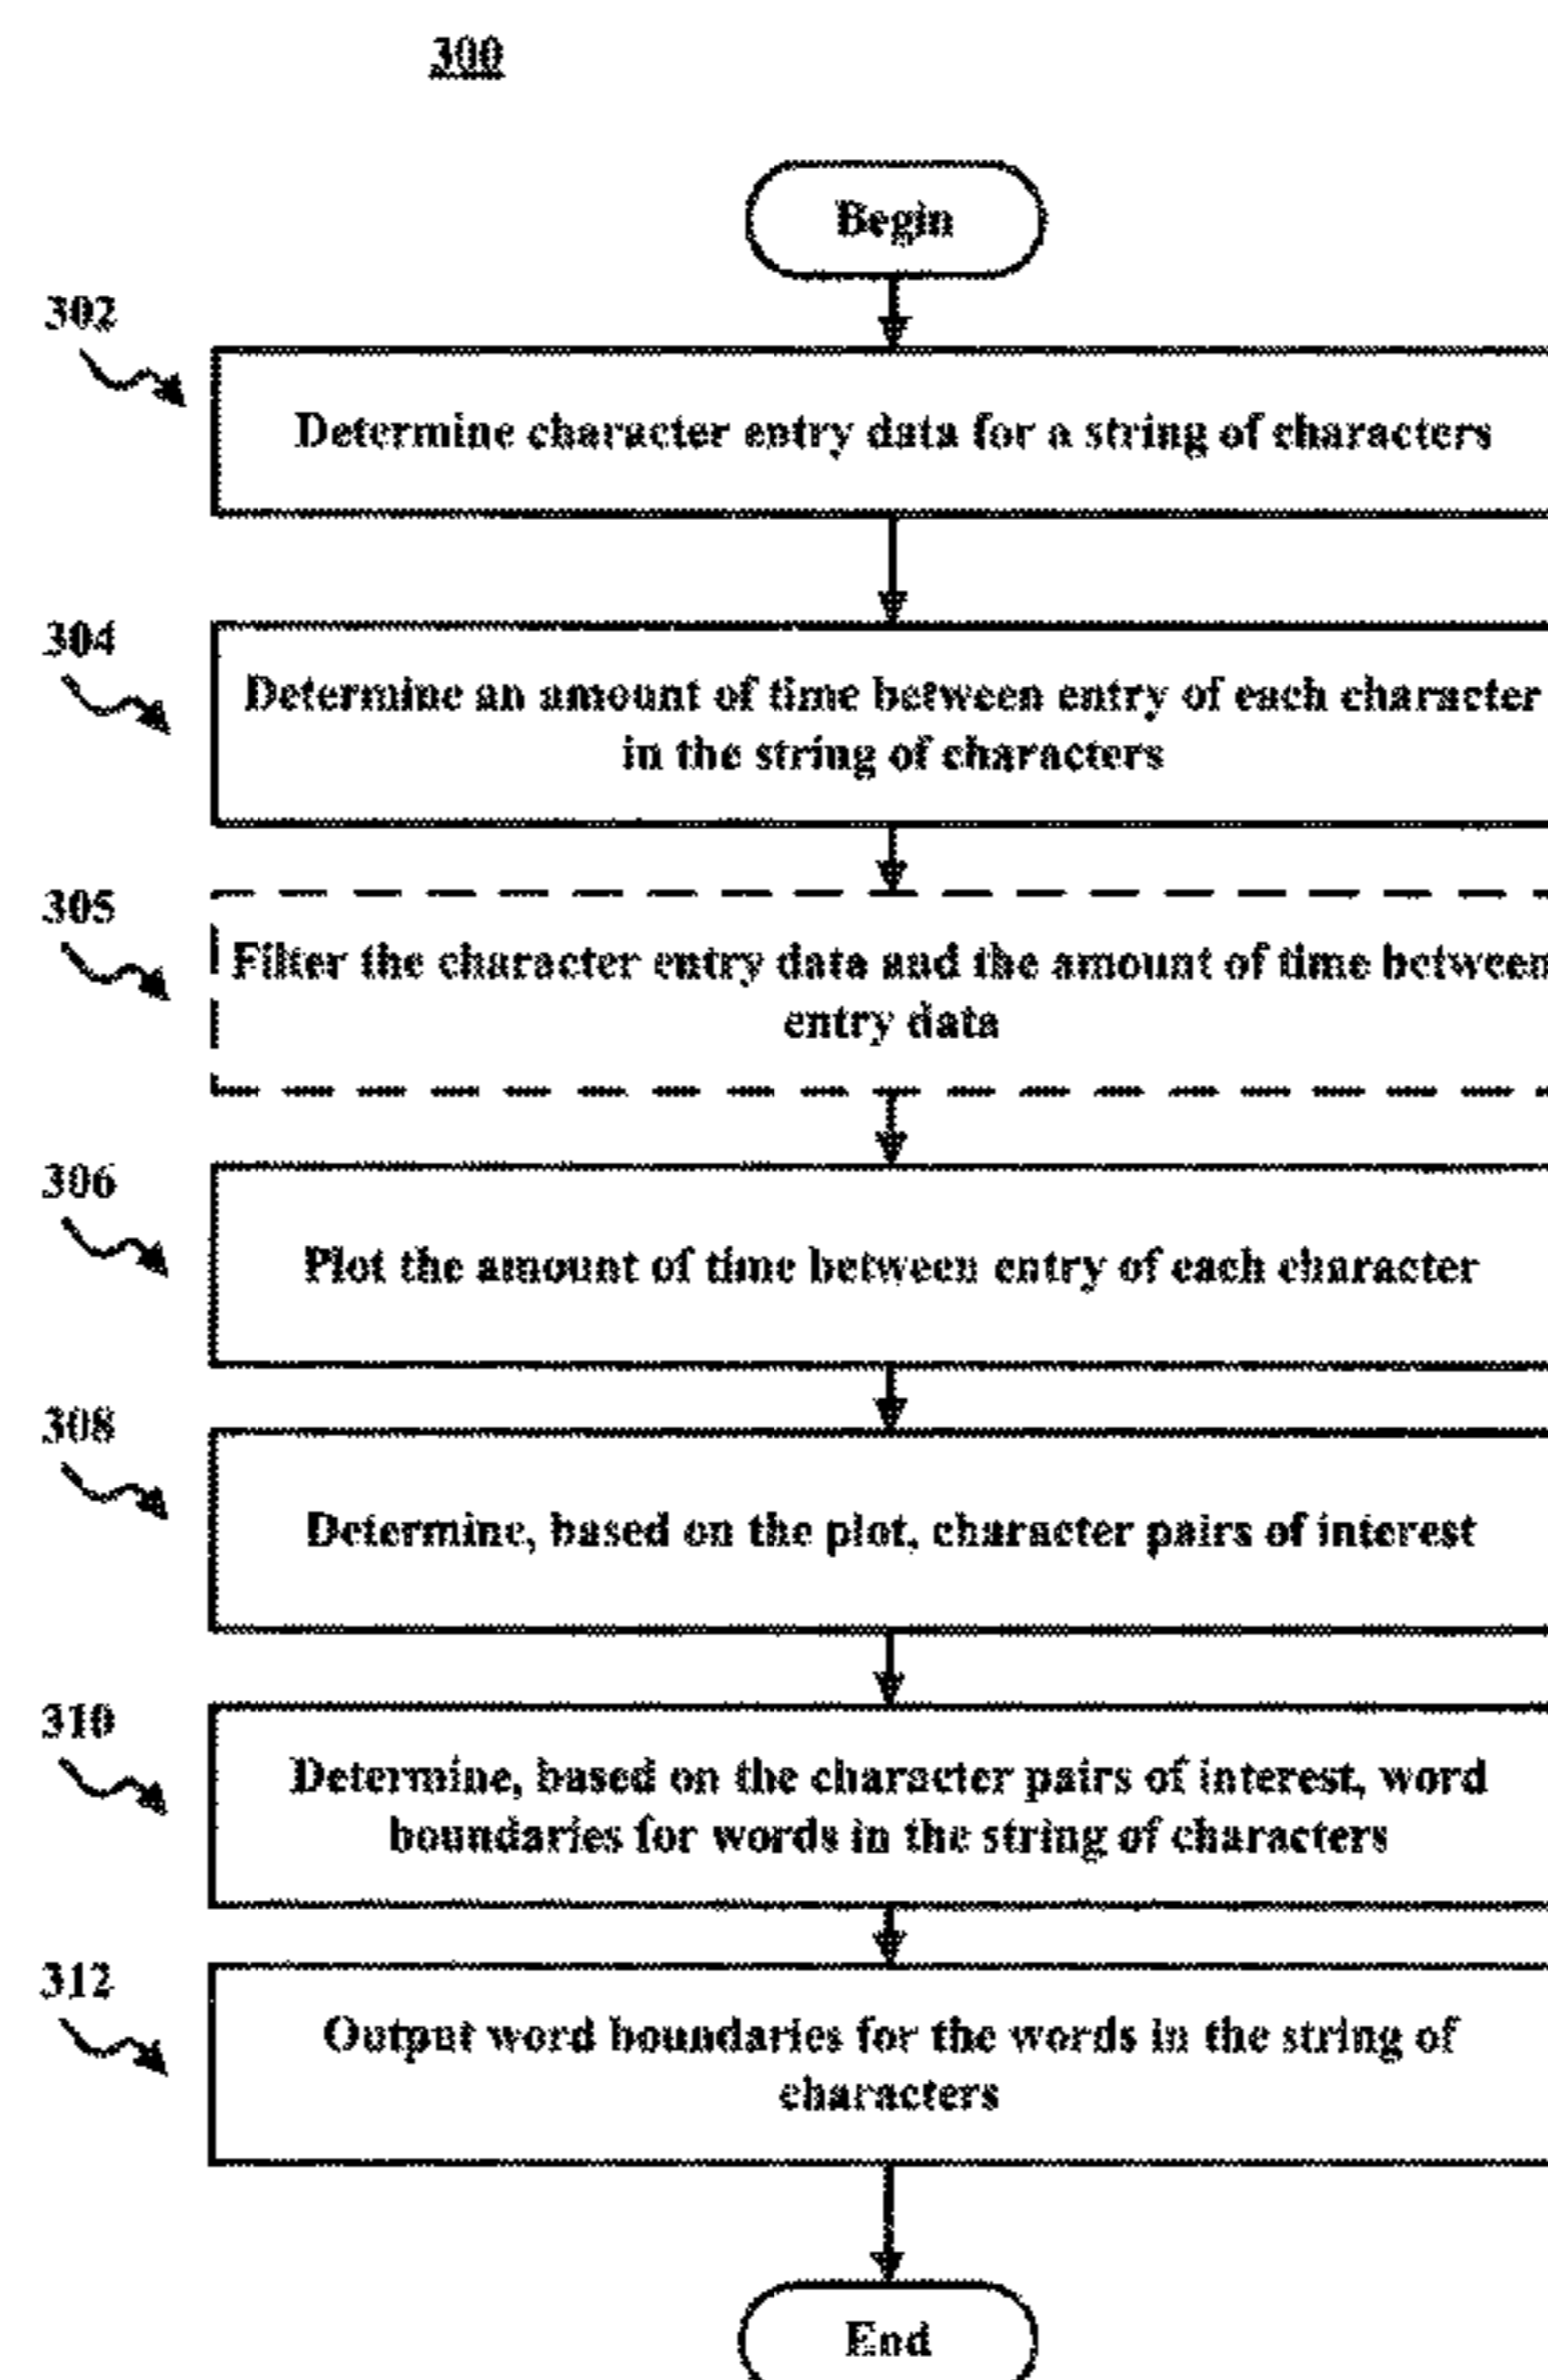 300
Begin
302
Determine character entry data for a string of characters
304
Determine an amount of time between entry of each character
in the string of characters
305
Filter the character entry data and the amount of time between
entry data
306
Plot the amount of time between entry of each character
308
Determine, based on the plot, character pairs of interest
310
Determine, based on the character pairs of interest, word
boundaries for words in the string of characters
312
Output word boundaries for the words in the string of
characters
End